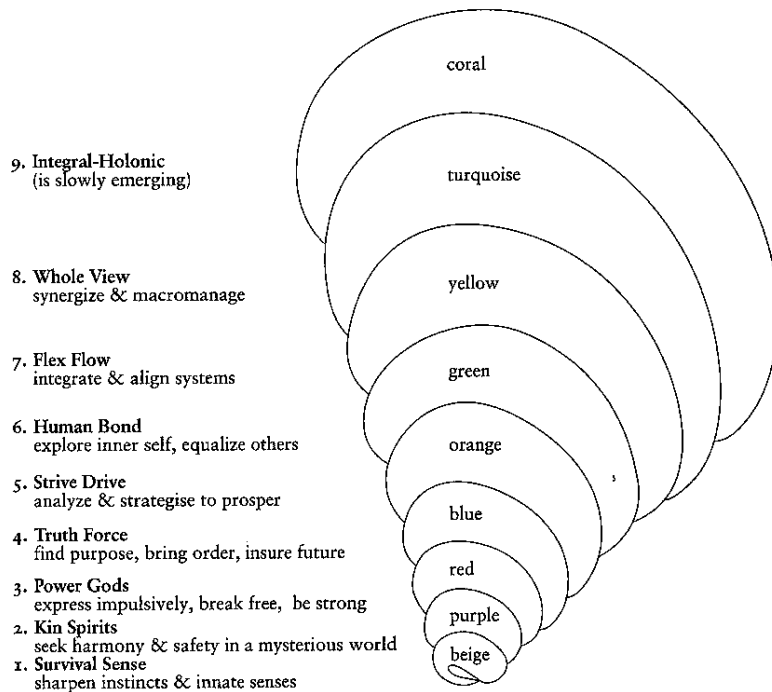 coral
9. Integral-Holonic
(is slowly emerging)
turquoise
8. Whole View
synergize & macromanage
yellow
7. Flex Flow
integrate & align systems
green
6. Human Bond
explore inner self, equalize others
orange
5. Strive Drive
analyze & strategise to prosper
blue
4. Truth Force
find purpose, bring order, insure future
red
3. Power Gods
express impulsively, break free, be strong
purple
2. Kin Spirits
seek harmony & safety in a mysterious world
beige
1. Survival Sense
sharpen instincts & innate senses